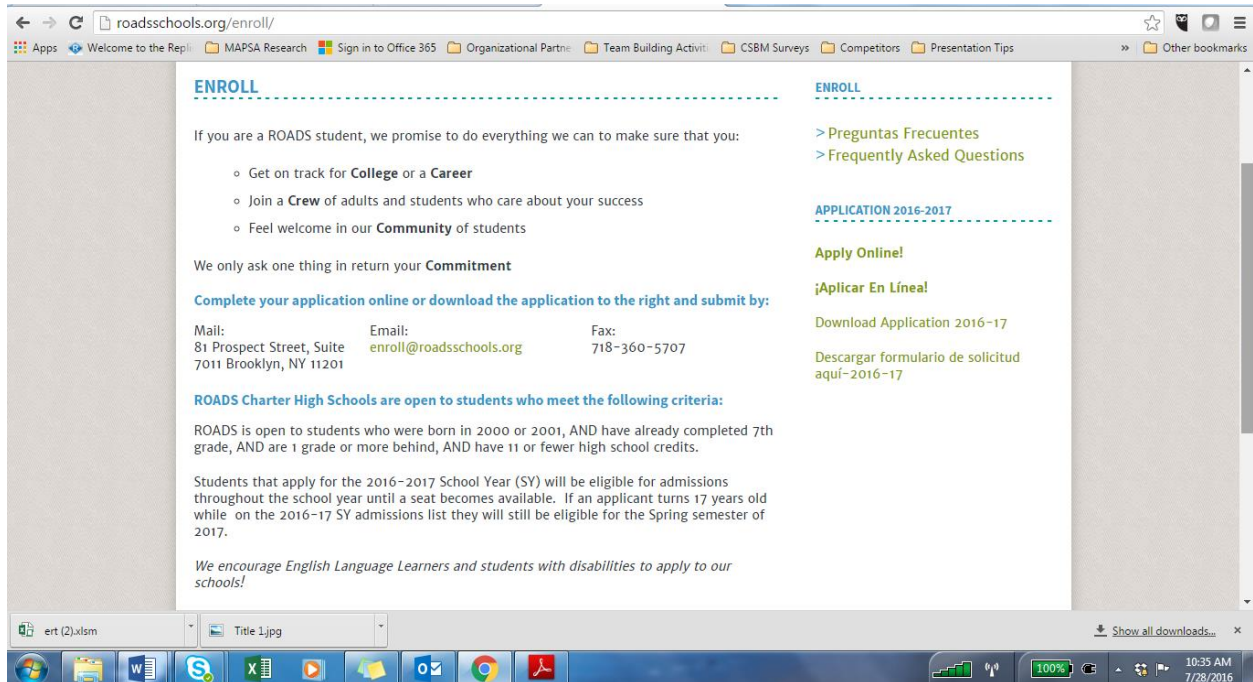 roadsschools.org/enroll/
Apps Welcome to the Repli MAPSA Research Sign in to Office 365 Organizational Partne Team Building Activiti CSBM Surveys Competitors Presentation Tips » Other bookmarks
ENROLL
If you are a ROADS student, we promise to do everything we can to make sure that you:
Get on track for College or a Career
Join a Crew of adults and students who care about your success
Feel welcome in our Community of students
We only ask one thing in return your Commitment
Complete your application online or download the application to the right and submit by:
Mail: Email: Fax:
81 Prospect Street, Suite enroll@roadsschools.org 718-360-5707
7011 Brooklyn, NY 11201
ROADS Charter High Schools are open to students who meet the following criteria:
ROADS is open to students who were born in 2000 or 2001, AND have already completed 7th
grade, AND are 1 grade or more behind, AND have 11 or fewer high school credits.
Students that apply for the 2016-2017 School Year (SY) will be eligible for admissions
throughout the school year until a seat becomes available. If an applicant turns 17 years old
while on the 2016-17 SY admissions list they will still be eligible for the Spring semester of
2017.
We encourage English Language Learners and students with disabilities to apply to our
schools!
ENROLL
> Preguntas Frecuentes
> Frequently Asked Questions
APPLICATION 2016-2017
Apply Online!
¡Aplicar En Línea!
Download Application 2016-17
Descargar formulario de solicitud
aquí-2016-17
ert (2).xlsm Title 1.jpg Show all downloads...
100% 10:35 AM
7/28/2016